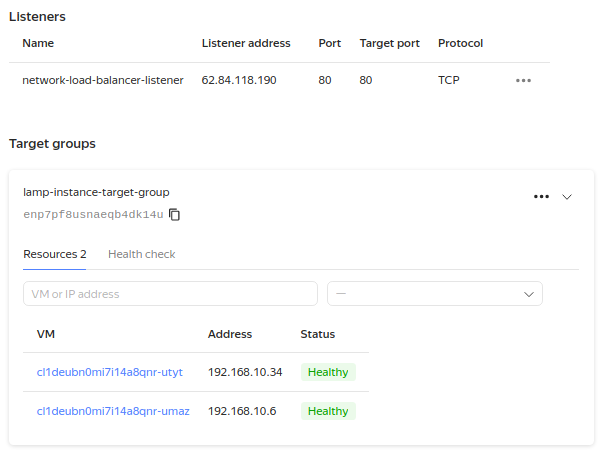 Listeners
Name Listener address Port Target port Protocol
network-load-balancer-listener 62.84.118.190 80 80 TCP
Target groups
lamp-instance-target-group
enp7pf8usnaeqb4dk14u
Resources 2 Health check
VM or IP address —
VM Address Status
cl1deubn0mi7i14a8qnr-utyt 192.168.10.34 Healthy
cl1deubn0mi7i14a8qnr-umaz 192.168.10.6 Healthy